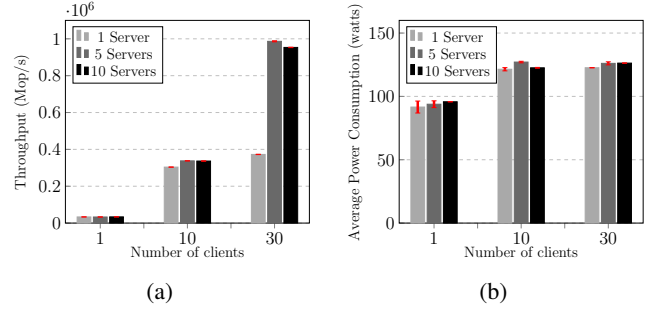 ·10⁶
1 Server
5 Servers
10 Servers
1
0.8
0.6
0.4
0.2
0
Throughput (Mop/s)
1
10
30
Number of clients
(a)
1 Server
5 Servers
10 Servers
150
100
50
0
Average Power Consumption (watts)
1
10
30
Number of clients
(b)